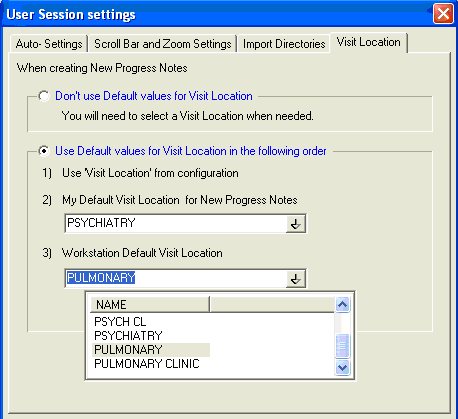 User Session settings
Auto- Settings
Scroll Bar and Zoom Settings
Import Directories
Visit Location
When creating New Progress Notes
Don't use Default values for Visit Location
You will need to select a Visit Location when needed.
Use Default values for Visit Location in the following order
1) Use 'Visit Location' from configuration
2) My Default Visit Location for New Progress Notes
PSYCHIATRY
3) Workstation Default Visit Location
PULMONARY
NAME
PSYCH CL
PSYCHIATRY
PULMONARY
PULMONARY CLINIC